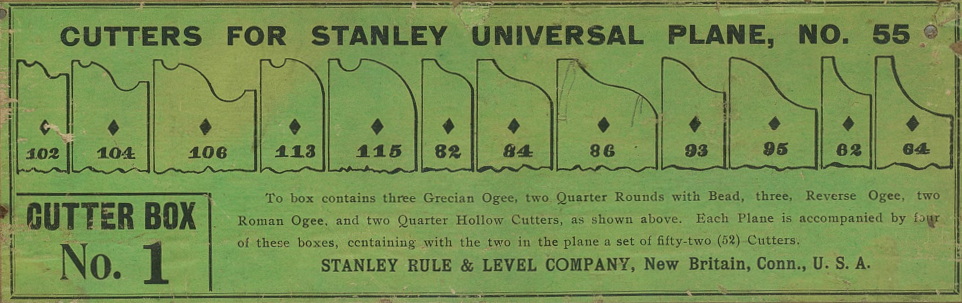 CUTTERS FOR STANLEY UNIVERSAL PLANE, NO. 55
102 104 106 113 115 82 84 86 93 95 62 64
CUTTER BOX
No. 1
To box contains three Grecian Ogee, two Quarter Rounds with Bead, three, Reverse Ogee, two
Roman Ogee, and two Quarter Hollow Cutters, as shown above. Each Plane is accompanied by four
of these boxes, containing with the two in the plane a set of fifty-two (52) Cutters.
STANLEY RULE & LEVEL COMPANY, New Britain, Conn., U. S. A.